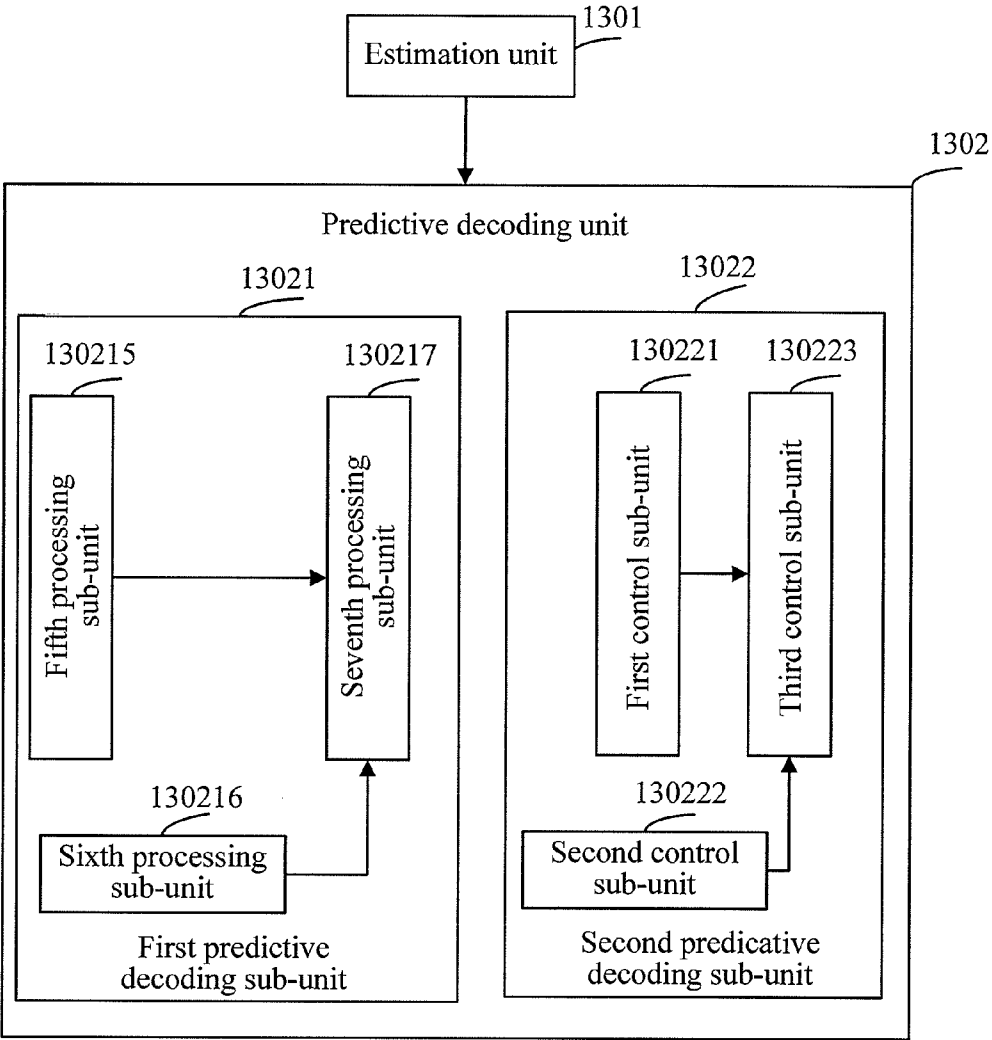 1301
Estimation unit
1302
Predictive decoding unit
13021
13022
130215
130217
130221
130223
Fifth processing
sub-unit
Seventh processing
sub-unit
First control sub-unit
Third control sub-unit
130216
130222
Sixth processing
sub-unit
Second control
sub-unit
First predictive
decoding sub-unit
Second predicative
decoding sub-unit